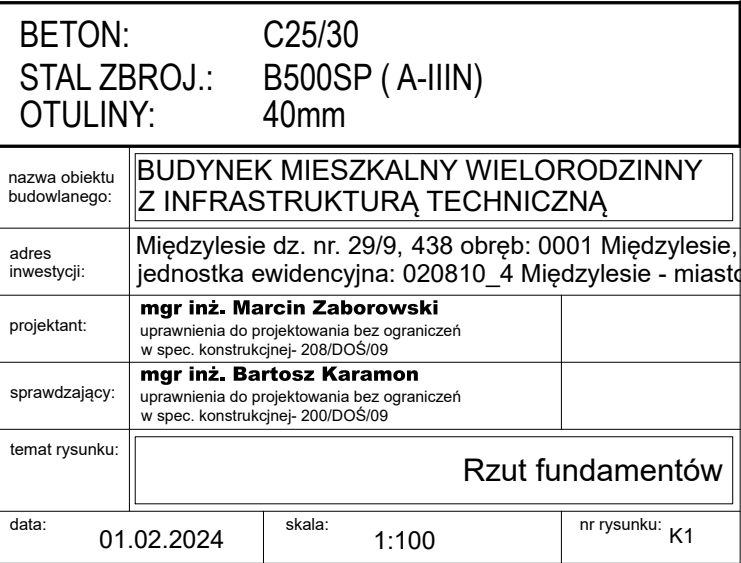 BETON: C25/30
STAL ZBROJ.: B500SP ( A-IIIN)
OTULINY: 40mm
nazwa obiektu
budowlanego:
BUDYNEK MIESZKALNY WIELORODZINNY
Z INFRASTRUKTURĄ TECHNICZNĄ
adres
inwestycji:
Międzylesie dz. nr. 29/9, 438 obręb: 0001 Międzylesie,
jednostka ewidencyjna: 020810_4 Międzylesie - miasto
projektant:
mgr inż. Marcin Zaborowski
uprawnienia do projektowania bez ograniczeń
w spec. konstrukcjnej- 208/DOŚ/09
sprawdzający:
mgr inż. Bartosz Karamon
uprawnienia do projektowania bez ograniczeń
w spec. konstrukcjnej- 200/DOŚ/09
temat rysunku:
Rzut fundamentów
data: 01.02.2024
skala: 1:100
nr rysunku: K1